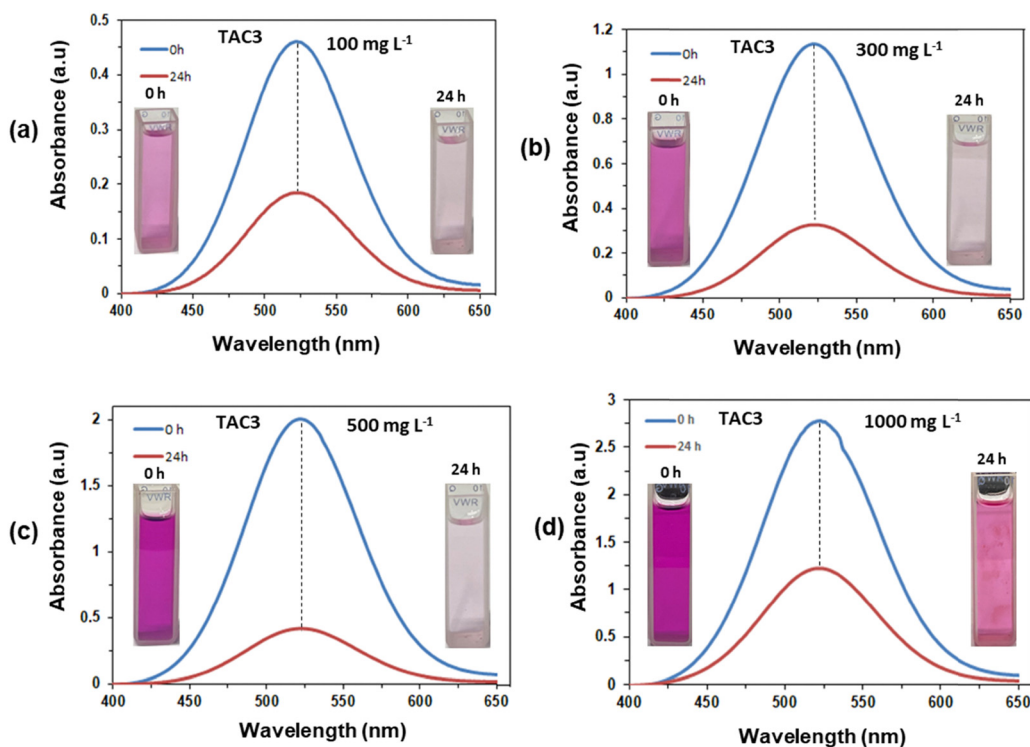 (a)
Absorbance (a.u)
0.5
0.4
0.3
0.2
0.1
0
400 450 500 550 600 650
Wavelength (nm)
TAC3
100 mg L⁻¹
0h
24h
0 h
VWR
24 h
VWR
(b)
Absorbance (a.u)
1.2
1
0.8
0.6
0.4
0.2
0
400 450 500 550 600 650
Wavelength (nm)
TAC3
300 mg L⁻¹
0h
24h
0 h
VWR
24 h
VWR
(c)
Absorbance (a.u)
2
1.5
1
0.5
0
400 450 500 550 600 650
Wavelength (nm)
TAC3
500 mg L⁻¹
0 h
24h
0 h
VWR
24 h
VWR
(d)
Absorbance (a.u)
3
2.5
2
1.5
1
0.5
0
400 450 500 550 600 650
Wavelength (nm)
TAC3
1000 mg L⁻¹
0 h
24 h
0 h
24 h